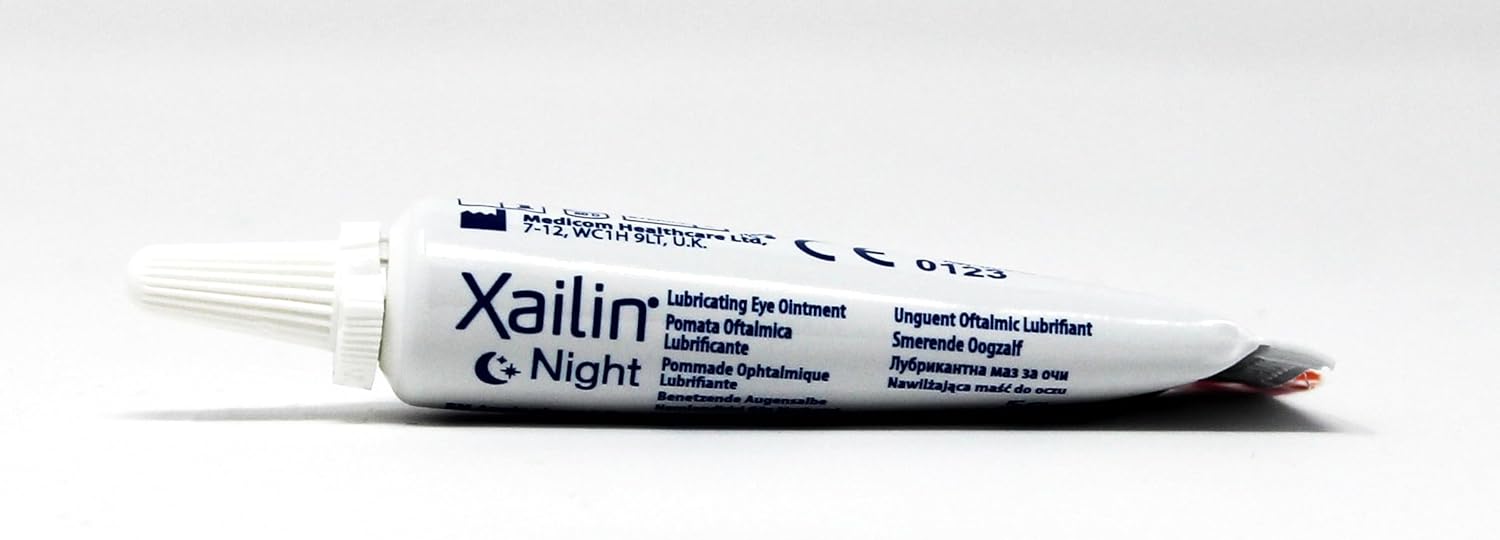 Medicom Healthcare Ltd,
7-12, WC1H 9LT, U.K.
CE 0123
Xailin
Night
Lubricating Eye Ointment
Pomata Oftalmica
Lubrificante
Pommade Ophtalmique
Lubrifiante
Benetzende Augensalbe
Unguent Oftalmic Lubrifiant
Smerende Oogzalf
Лубрикантна маз за очи
Nawilżająca maść do oczu